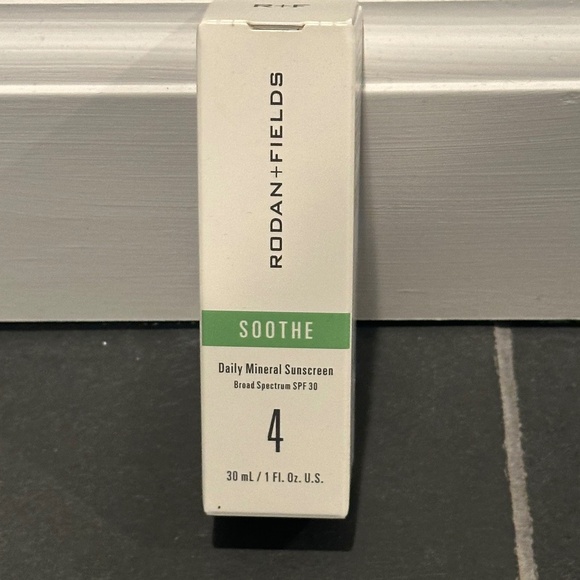 R+F
RODAN+FIELDS
SOOTHE
Daily Mineral Sunscreen
Broad Spectrum SPF 30
4
30 mL / 1 Fl. Oz. U.S.